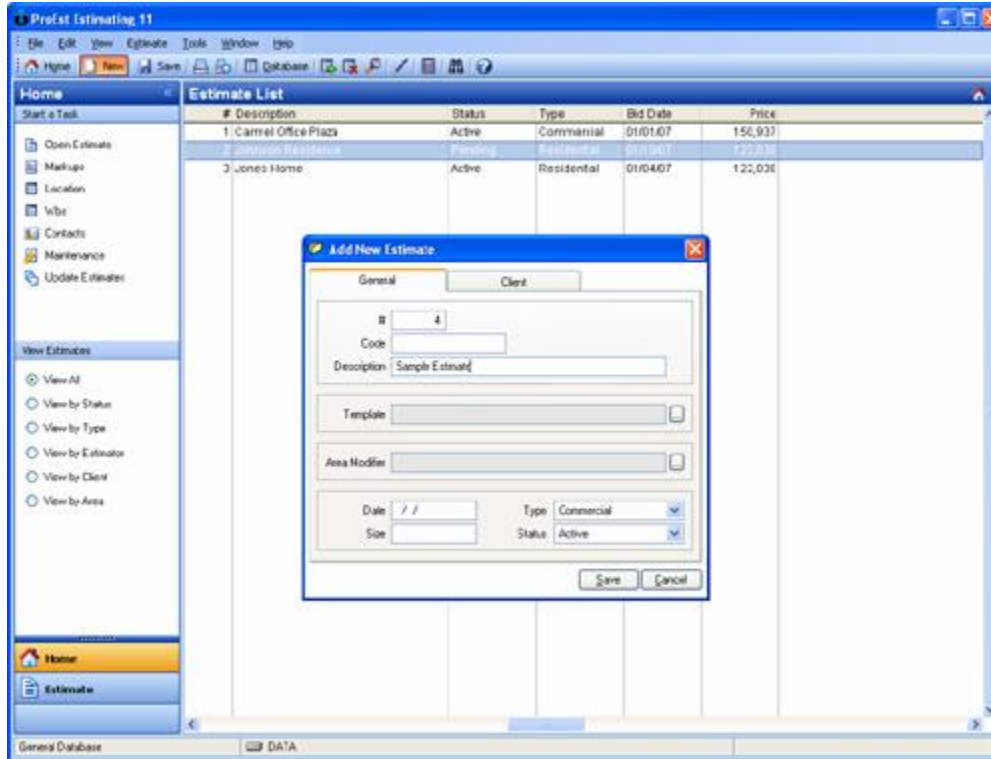 ProEst Estimating 11
File Edit View Estimate Tools Window Help
Home New Save Database
Home
Estimate List
Start a Task
# Description Status Type Bid Date Price
1 Carmel Office Plaza Active Commercial 01/01/07 150,937
2 Johnson Residence Pending Residential
3 Jones Home Active Residential 01/04/07
Open Estimate
Markups
Location
Wbs
Contacts
Maintenance
Update Estimates
View Estimates
View All
View by Status
View by Type
View by Estimator
View by Client
View by Area
Add New Estimate
General Client
# 4
Code
Description Sample Estimate
Template
Area Modifier
Date / / Type Commercial
Size Status Active
Save Cancel
Home
Estimate
General Database DATA